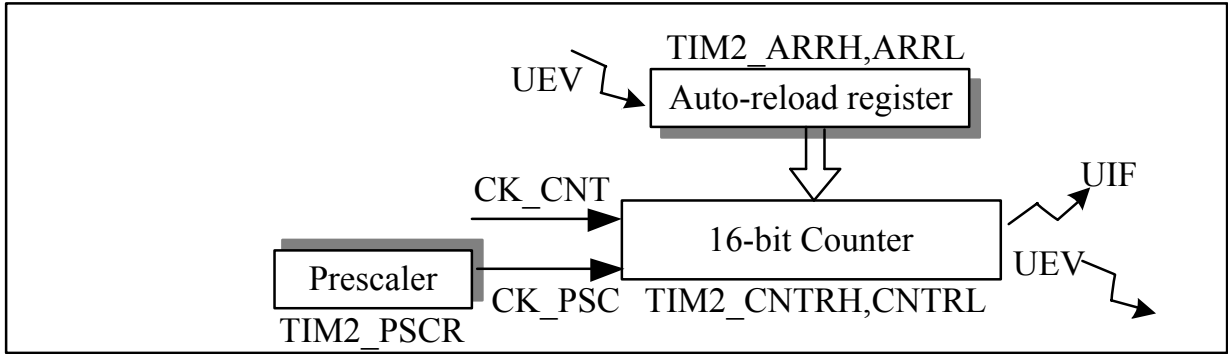 TIM2_ARRH,ARRL
UEV
Auto-reload register
CK_CNT
UIF
16-bit Counter
UEV
Prescaler
CK_PSC
TIM2_CNTRH,CNTRL
TIM2_PSCR